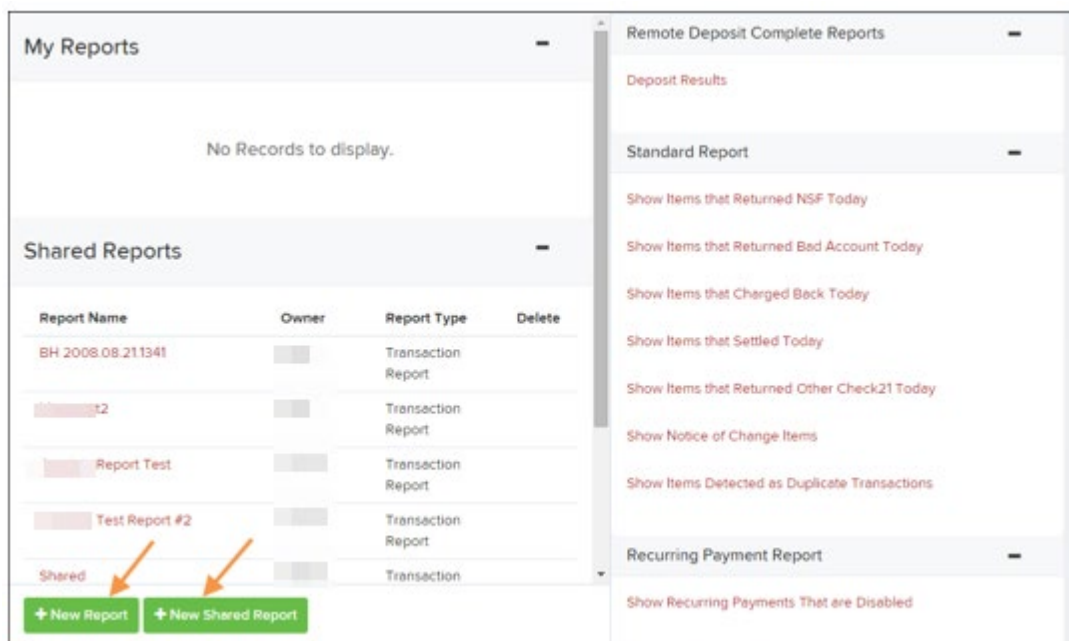 My Reports
No Records to display.
Shared Reports
Report Name Owner Report Type Delete
BH 2008.08.21.1341 Transaction
Report
t2 Transaction
Report
Report Test Transaction
Report
Test Report #2 Transaction
Report
Shared Transaction
+ New Report + New Shared Report
Remote Deposit Complete Reports
Deposit Results
Standard Report
Show Items that Returned NSF Today
Show Items that Returned Bad Account Today
Show Items that Charged Back Today
Show Items that Settled Today
Show Items that Returned Other Check21 Today
Show Notice of Change Items
Show Items Detected as Duplicate Transactions
Recurring Payment Report
Show Recurring Payments That are Disabled